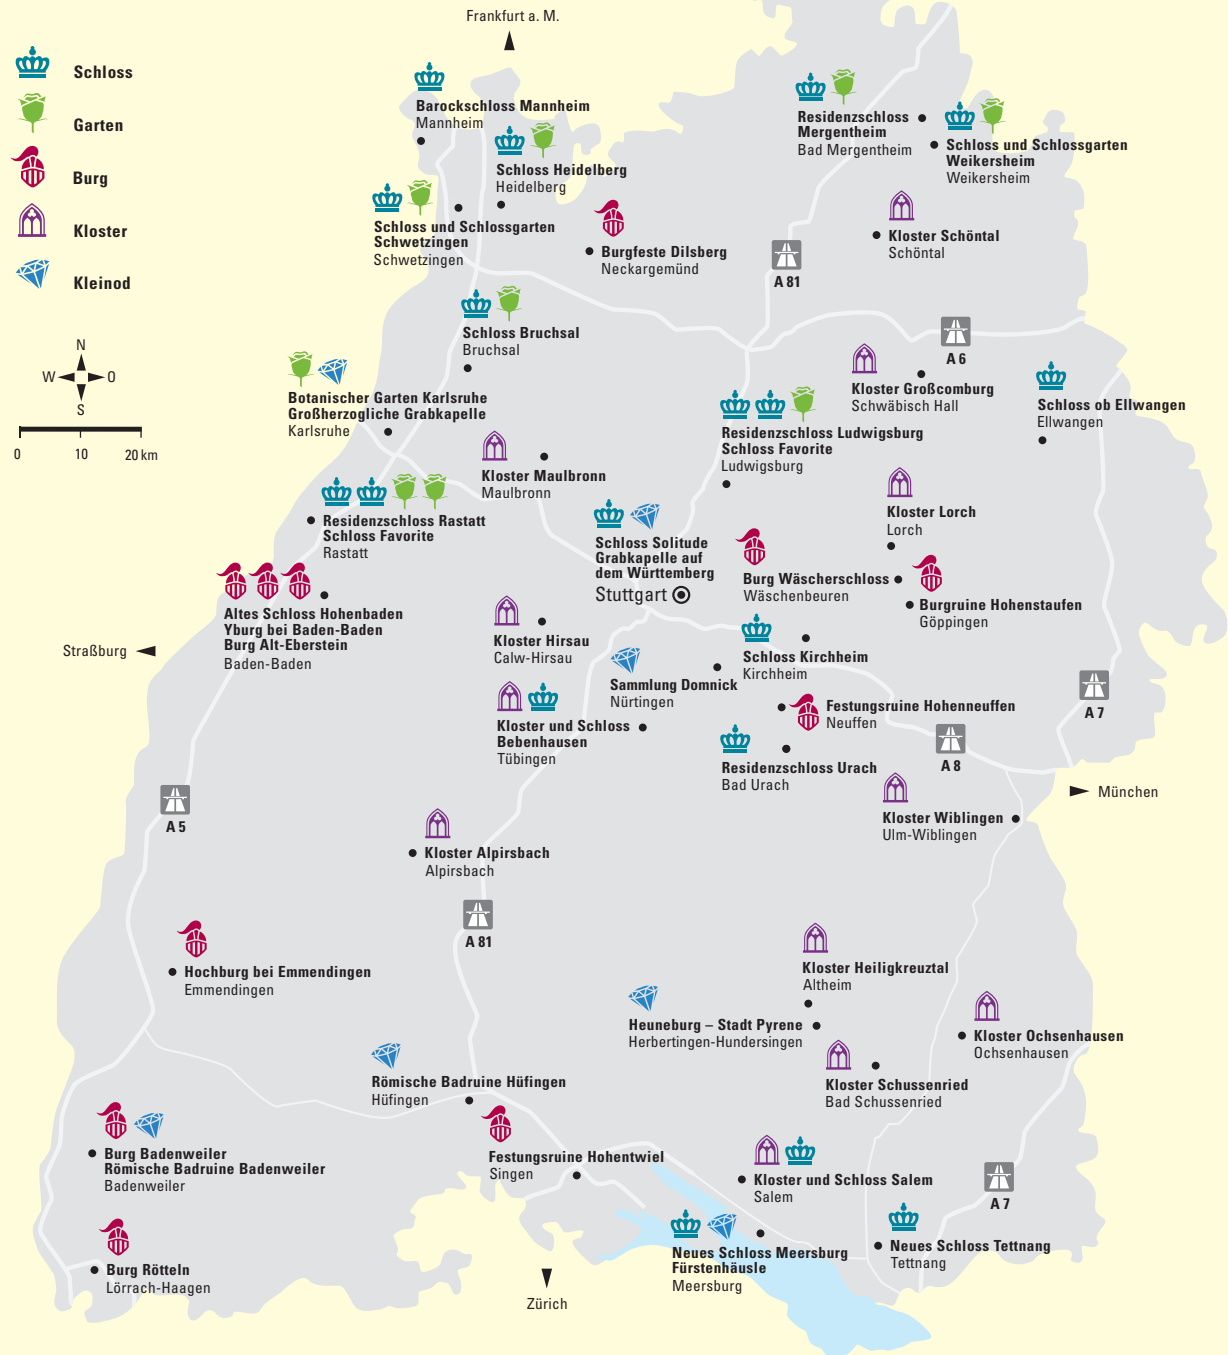 Frankfurt a. M.
Schloss
Garten
Burg
Kloster
Kleinod
N
W
O
S
0
10
20 km
Barockschloss Mannheim
Mannheim
Schloss Heidelberg
Heidelberg
Schloss und Schlossgarten
Schwetzingen
Schwetzingen
Burgfeste Dilsberg
Neckargemünd
Residenzschloss
Mergentheim
Bad Mergentheim
Schloss und Schlossgarten
Weikersheim
Weikersheim
Kloster Schöntal
Schöntal
A 81
Schloss Bruchsal
Bruchsal
A 6
Botanischer Garten Karlsruhe
Großherzogliche Grabkapelle
Karlsruhe
Kloster Großcomburg
Schwäbisch Hall
Schloss ob Ellwangen
Ellwangen
Residenzschloss Ludwigsburg
Schloss Favorite
Ludwigsburg
Kloster Maulbronn
Maulbronn
Kloster Lorch
Lorch
Residenzschloss Rastatt
Schloss Favorite
Rastatt
Schloss Solitude
Grabkapelle auf
dem Württemberg
Stuttgart
Burg Wäscherschloss
Wäschenbeuren
Burgruine Hohenstaufen
Göppingen
Altes Schloss Hohenbaden
Yburg bei Baden-Baden
Burg Alt-Eberstein
Baden-Baden
Straßburg
Kloster Hirsau
Calw-Hirsau
Schloss Kirchheim
Kirchheim
Sammlung Domnick
Nürtingen
Festungsruine Hohenneuffen
Neuffen
A 7
Kloster und Schloss
Bebenhausen
Tübingen
Residenzschloss Urach
Bad Urach
A 8
München
Kloster Wiblingen
Ulm-Wiblingen
A 5
Kloster Alpirsbach
Alpirsbach
A 81
Hochburg bei Emmendingen
Emmendingen
Kloster Heiligkreuztal
Altheim
Heuneburg – Stadt Pyrene
Herbertingen-Hundersingen
Kloster Ochsenhausen
Ochsenhausen
Kloster Schussenried
Bad Schussenried
Römische Badruine Hüfingen
Hüfingen
Burg Badenweiler
Römische Badruine Badenweiler
Badenweiler
Festungsruine Hohentwiel
Singen
Kloster und Schloss Salem
Salem
A 7
Neues Schloss Meersburg
Fürstenhäusle
Meersburg
Neues Schloss Tettnang
Tettnang
Burg Rötteln
Lörrach-Haagen
Zürich